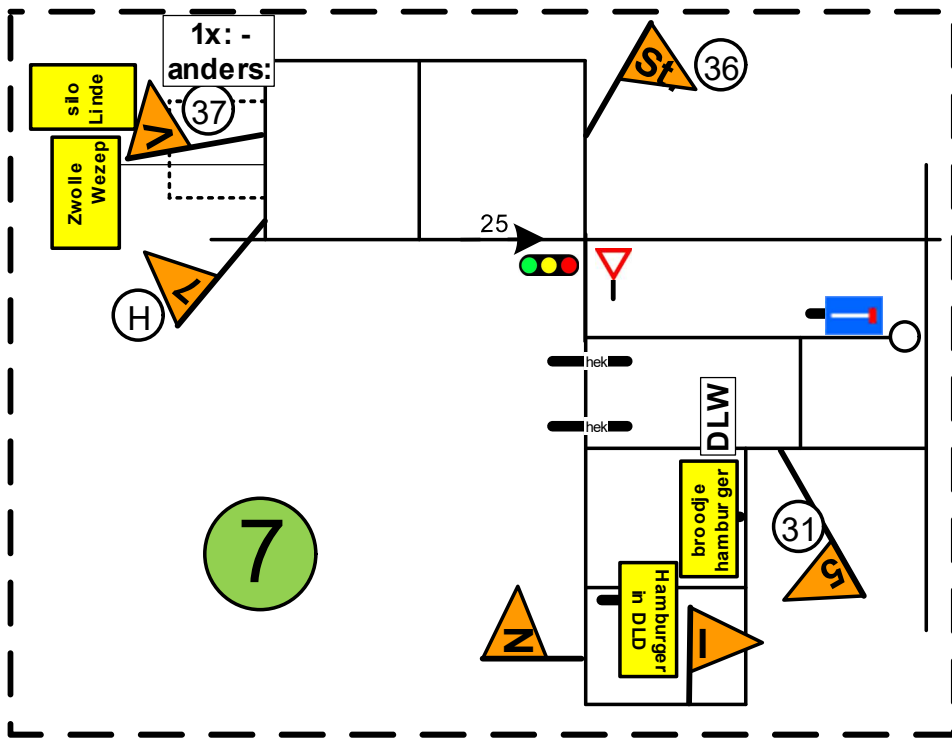 1x: -
anders:
silo
Linde
37
V
Zwolle
Wezep
St
36
25
7
H
hek
hek
DLW
broodje
hamburger
31
5
7
Hamburger
in DLD
N
I